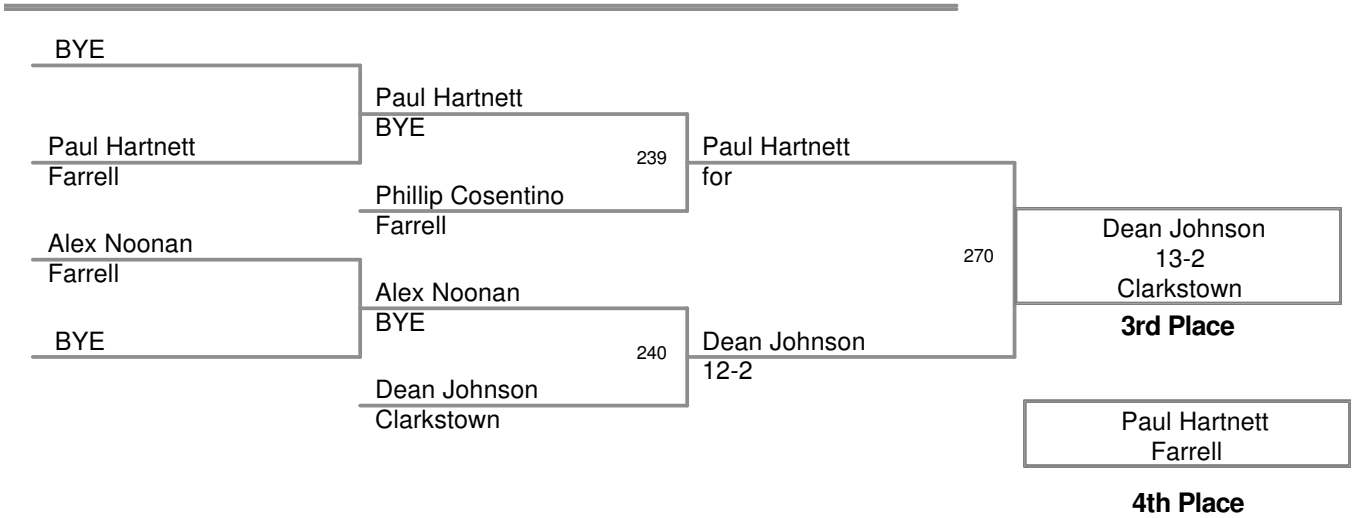 BYE
Paul Hartnett
BYE
Paul Hartnett
Farrell
239
Paul Hartnett
for
Phillip Cosentino
Farrell
Alex Noonan
Farrell
270
Dean Johnson
13-2
Clarkstown
3rd Place
Alex Noonan
BYE
BYE
240
Dean Johnson
12-2
Dean Johnson
Clarkstown
Paul Hartnett
Farrell
4th Place